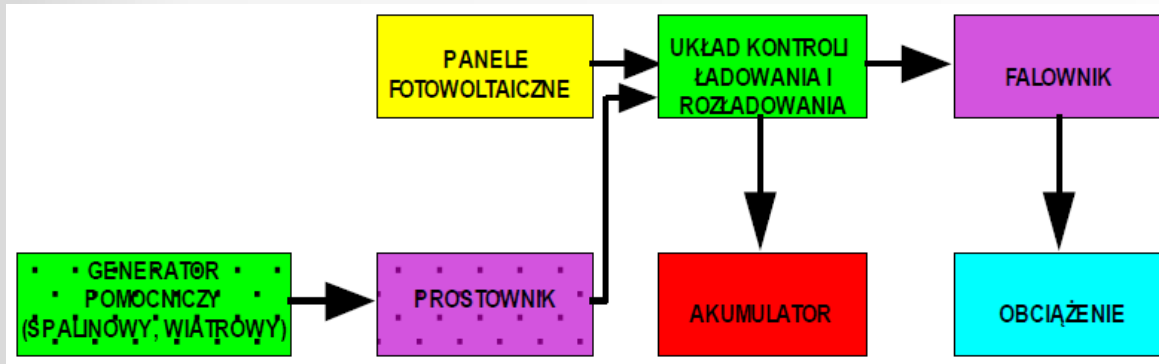 PANELE
FOTOWOLTAICZNE
UKŁAD KONTROLI
ŁADOWANIA I
ROZŁADOWANIA
FALOWNIK
GENERATOR
POMOCNICZY
(SPALINOWY, WIATROWY)
PROSTOWNIK
AKUMULATOR
OBCIĄŻENIE